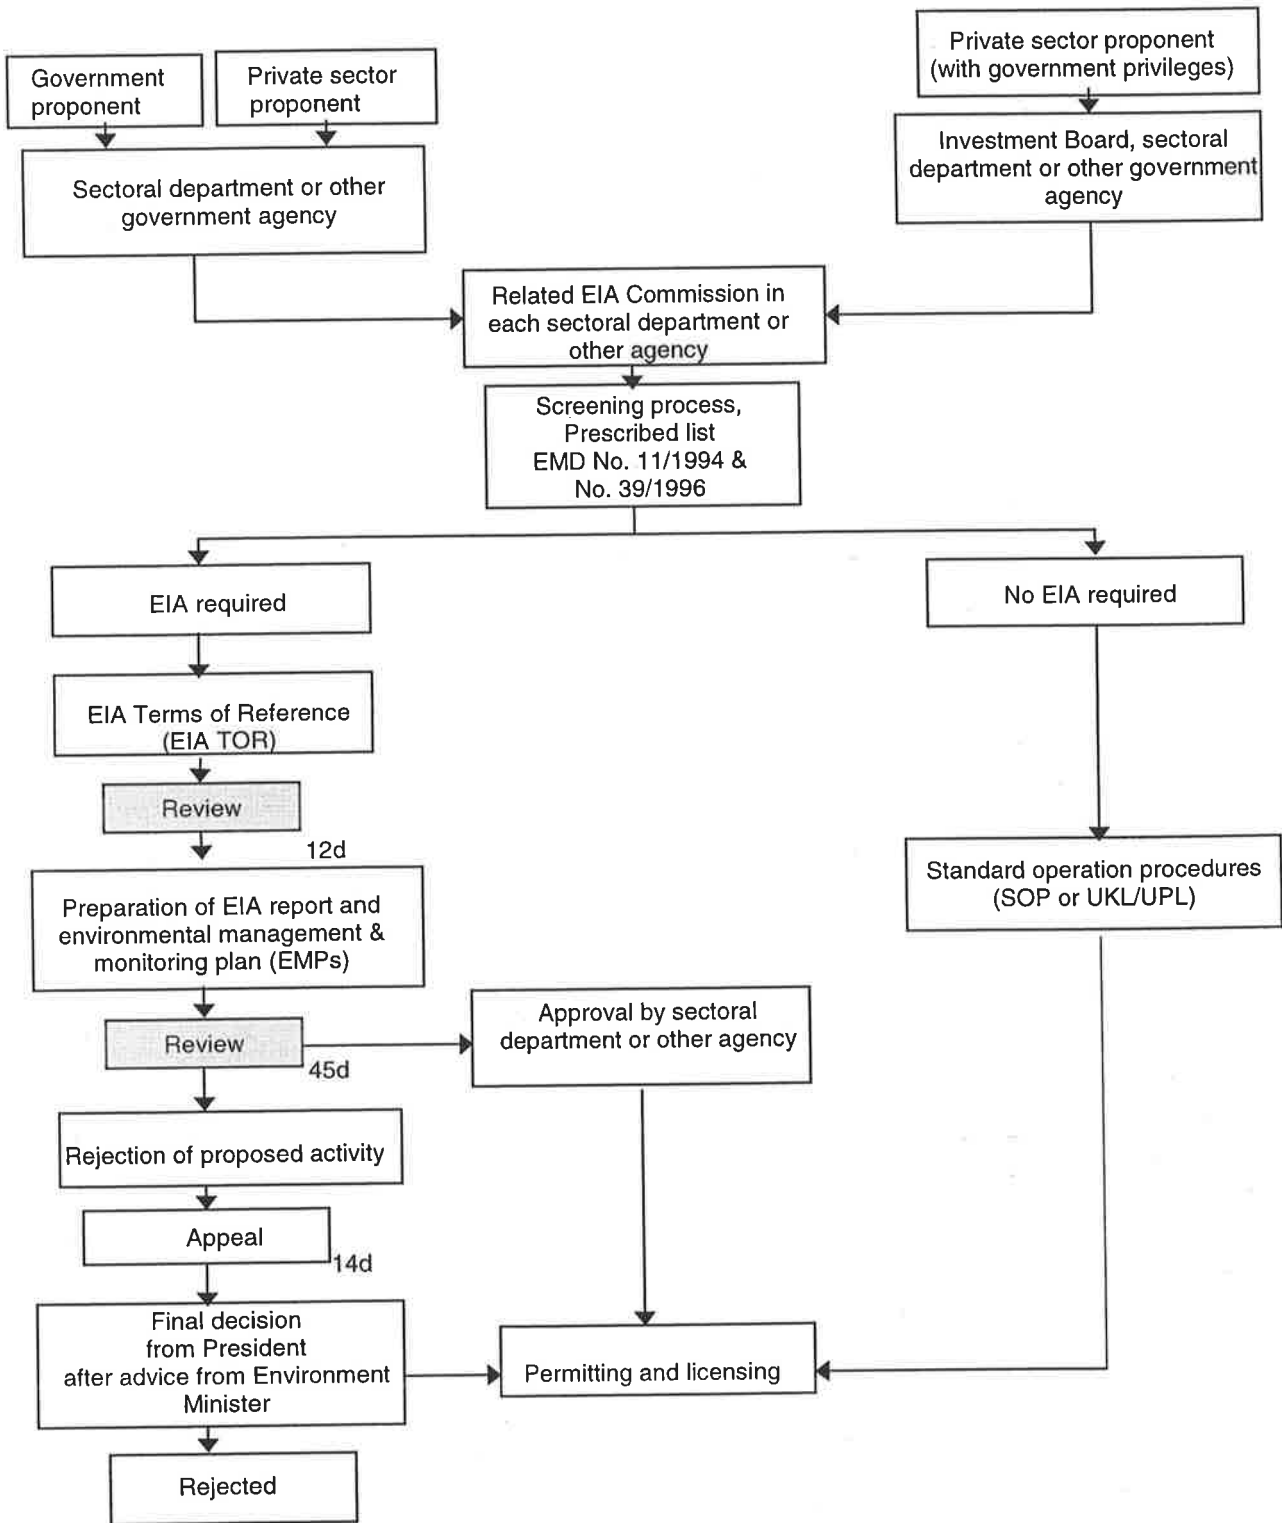 Government
proponent
Private sector
proponent
Private sector proponent
(with government privileges)
Sectoral department or other
government agency
Investment Board, sectoral
department or other government
agency
Related EIA Commission in
each sectoral department or
other agency
Screening process,
Prescribed list
EMD No. 11/1994 &
No. 39/1996
EIA required
No EIA required
EIA Terms of Reference
(EIA TOR)
Review
12d
Standard operation procedures
(SOP or UKL/UPL)
Preparation of EIA report and
environmental management &
monitoring plan (EMPs)
Review
45d
Approval by sectoral
department or other agency
Rejection of proposed activity
Appeal
14d
Final decision
from President
after advice from Environment
Minister
Permitting and licensing
Rejected